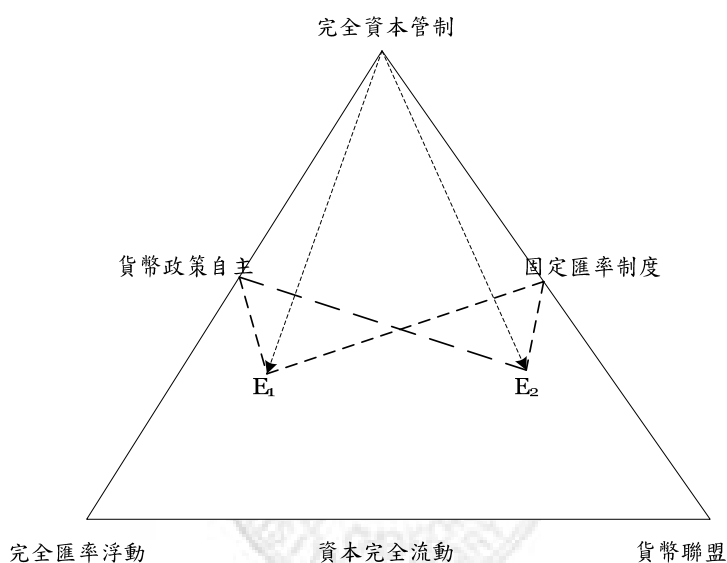 完全資本管制
貨幣政策自主
固定匯率制度
E₁
E₂
完全匯率浮動
資本完全流動
貨幣聯盟